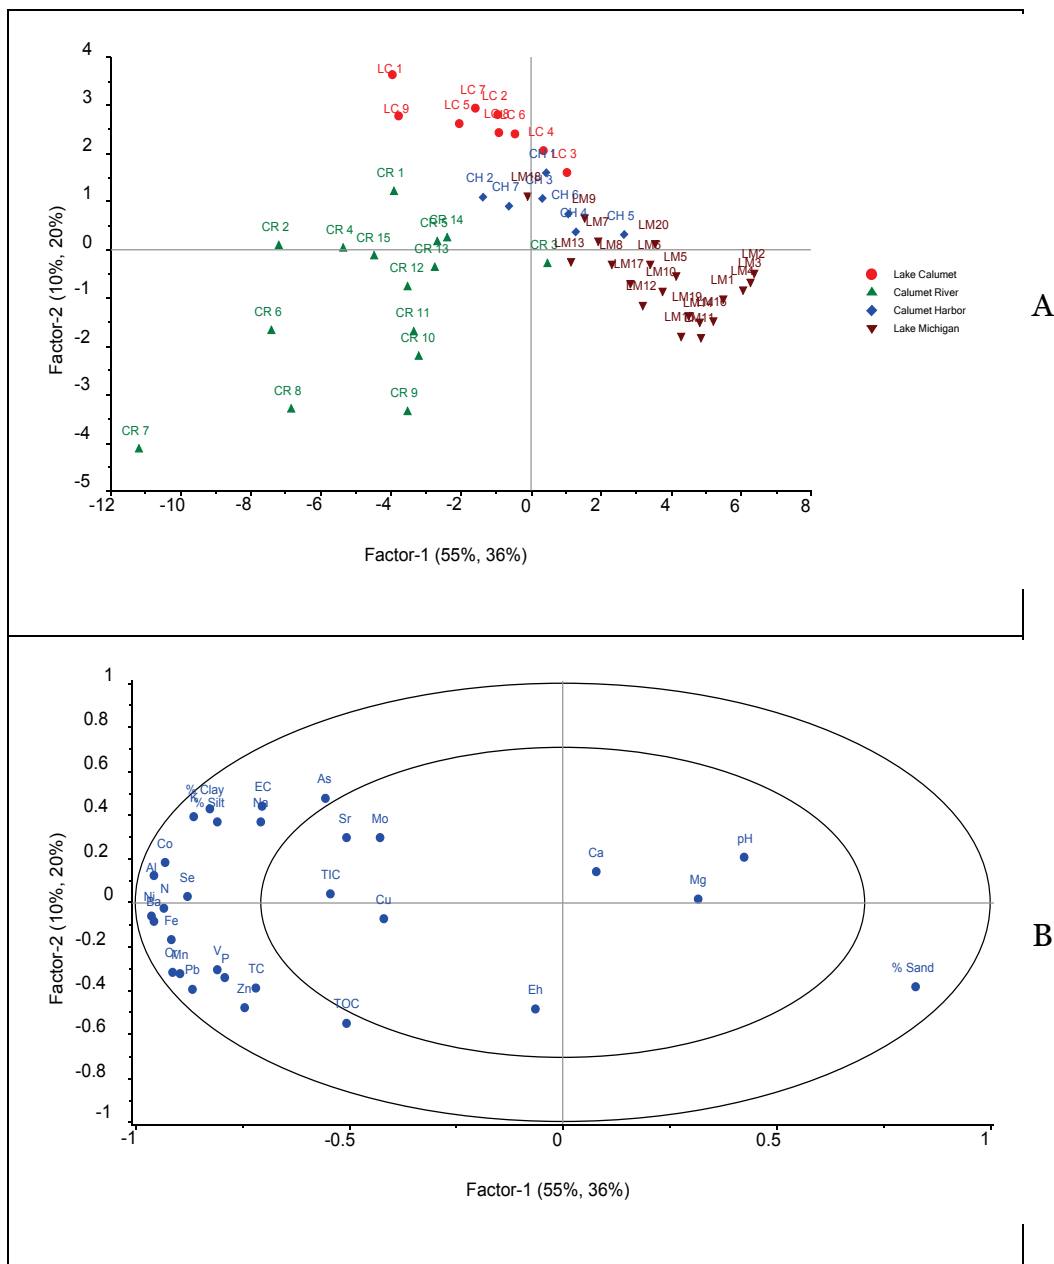 4
LC 1
LC 7
3
LC 9
LC 5
LC 2
LC 6
2
LC 4
CH 1
LC 3
CR 1
CH 2
LM18
CH 3
1
CH 7
CH 6
LM9
CR 2
CR 4
CR 5
CR 14
CH 4
LM7
CH 5
LM20
CR 15
0
CR 13
CR 3
LM13
LM8
LM2
LM17
LM5
LM3
CR 12
LM10
LM4
LM1
-1
LM12
LM19
CR 6
CR 11
LM11
-2
CR 10
CR 8
CR 9
-3
CR 7
-4
-5
-12
-10
-8
-6
-4
-2
0
2
4
6
8
Factor-2 (10%, 20%)
Factor-1 (55%, 36%)
Lake Calumet
Calumet River
Calumet Harbor
Lake Michigan
A
1
0.8
0.6
0.4
0.2
0
-0.2
-0.4
-0.6
-0.8
-1
As
EC
% Clay
% Silt
Na
Sr
Mo
Co
pH
Al
TIC
Ca
Se
N
Mg
Ni
Ba
Cu
Fe
Mn
V
P
Pb
TC
Zn
TOC
Eh
% Sand
-1
-0.5
0
0.5
1
Factor-2 (10%, 20%)
Factor-1 (55%, 36%)
B